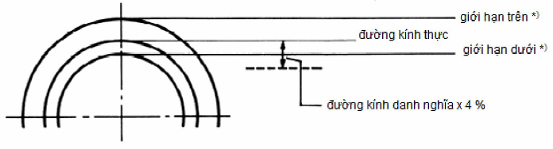 giới hạn trên *)
đường kính thực
giới hạn dưới *)
đường kính danh nghĩa x 4 %